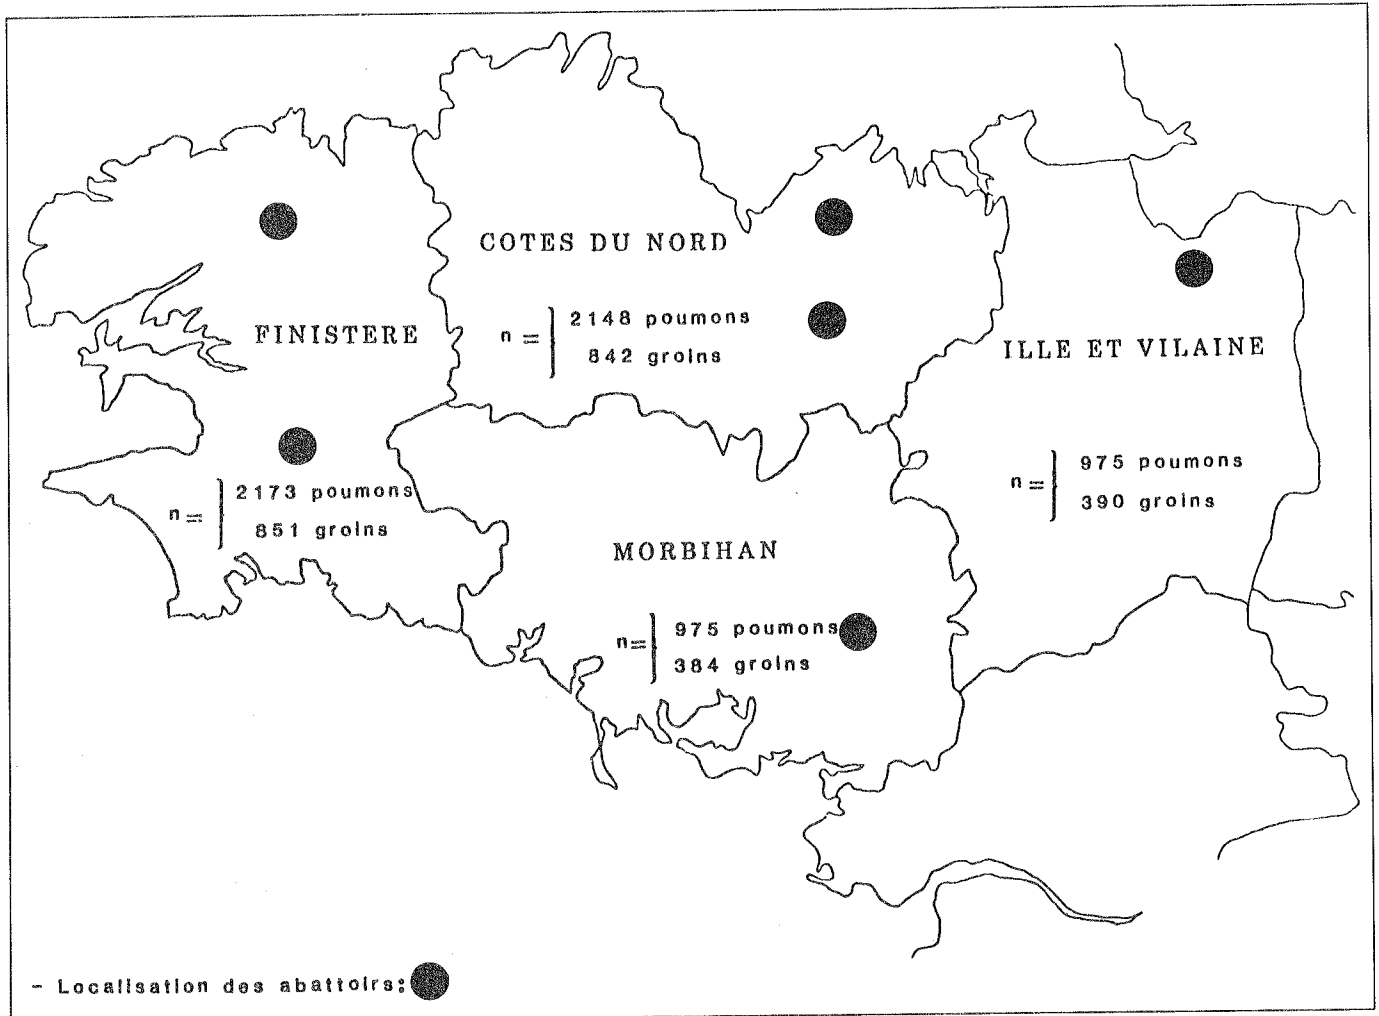 COTES DU NORD
n = 2148 poumons
842 groins
FINISTERE
n = 2173 poumons
851 groins
ILLE ET VILAINE
n = 975 poumons
390 groins
MORBIHAN
n = 975 poumons
384 groins
- Localisation des abattoirs: